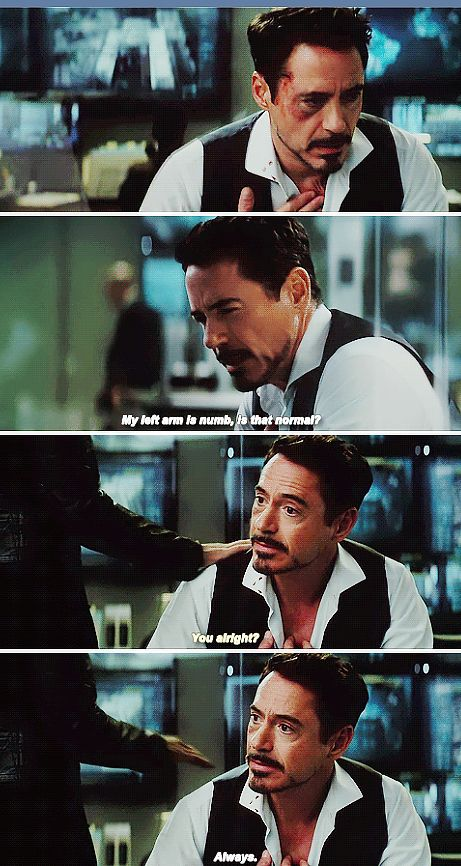 My left arm is numb, is that normal?
You alright?
Always.